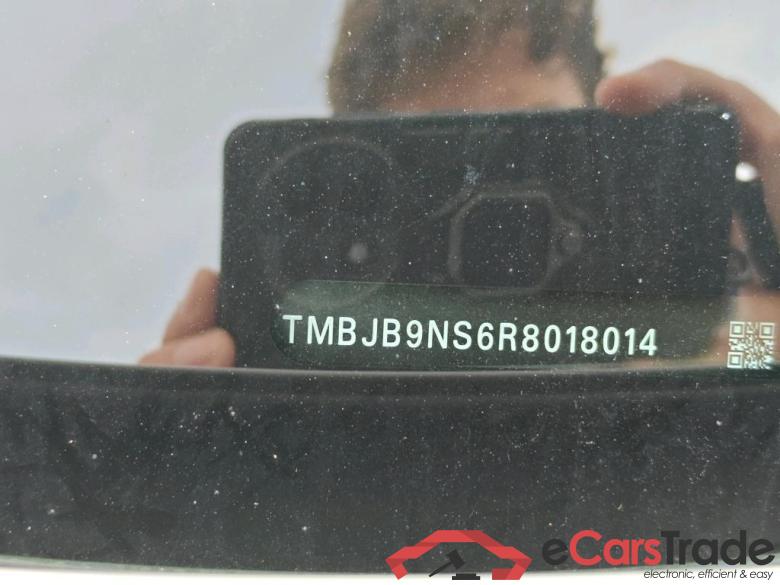 TMBJB9NS6R8018014
eCarsTrade
electronic, efficient & easy